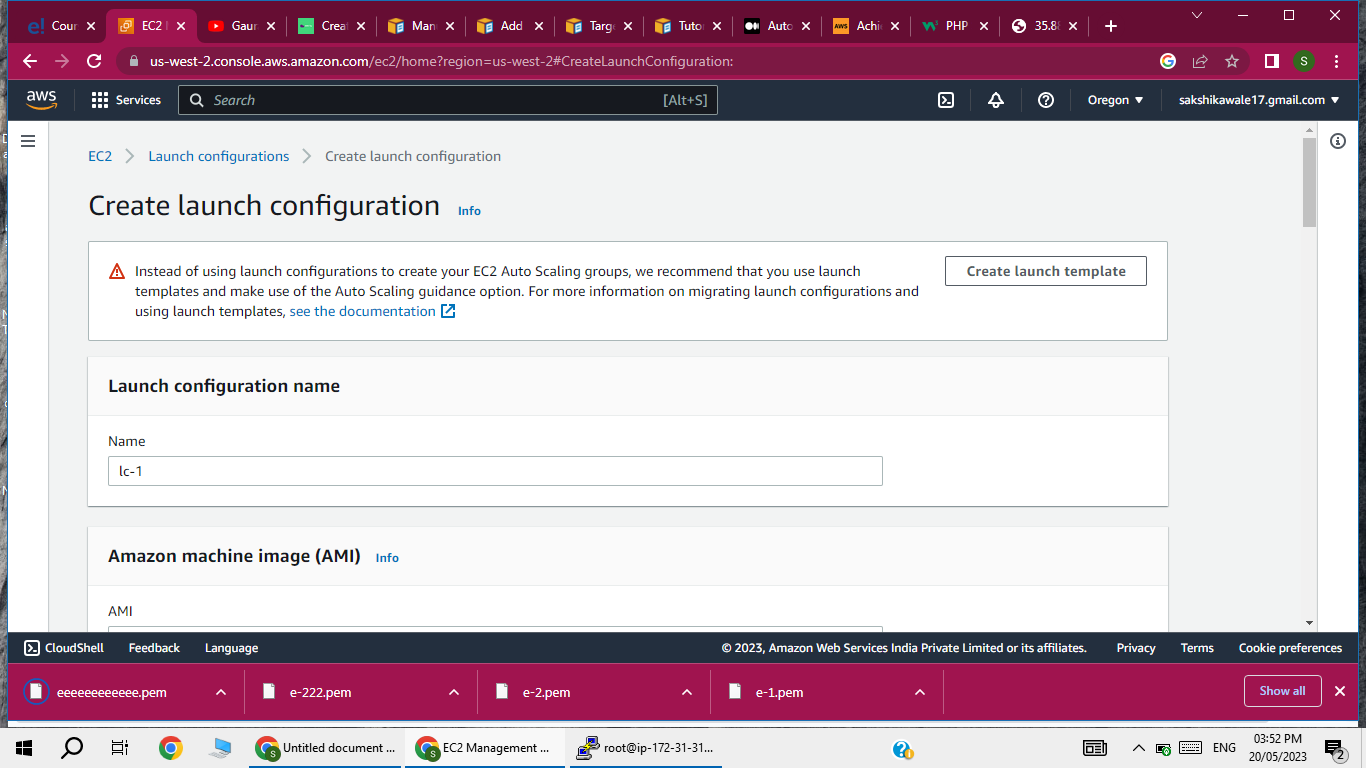 Cour
EC2
Gaur
Creat
Man
Add
Targ
Tutor
Auto
Achi
PHP
35.8
us-west-2.console.aws.amazon.com/ec2/home?region=us-west-2#CreateLaunchConfiguration:
S
aws
Services
Search
[Alt+S]
Oregon
sakshikawale17.gmail.com
EC2
Launch configurations
Create launch configuration
Create launch configuration
Info
Instead of using launch configurations to create your EC2 Auto Scaling groups, we recommend that you use launch
templates and make use of the Auto Scaling guidance option. For more information on migrating launch configurations and
using launch templates, see the documentation
Create launch template
Launch configuration name
Name
lc-1
Amazon machine image (AMI)
Info
AMI
CloudShell
Feedback
Language
© 2023, Amazon Web Services India Private Limited or its affiliates.
Privacy
Terms
Cookie preferences
eeeeeeeeeeee.pem
e-222.pem
e-2.pem
e-1.pem
Show all
Untitled document ...
EC2 Management ...
root@ip-172-31-31...
ENG
03:52 PM
20/05/2023
2